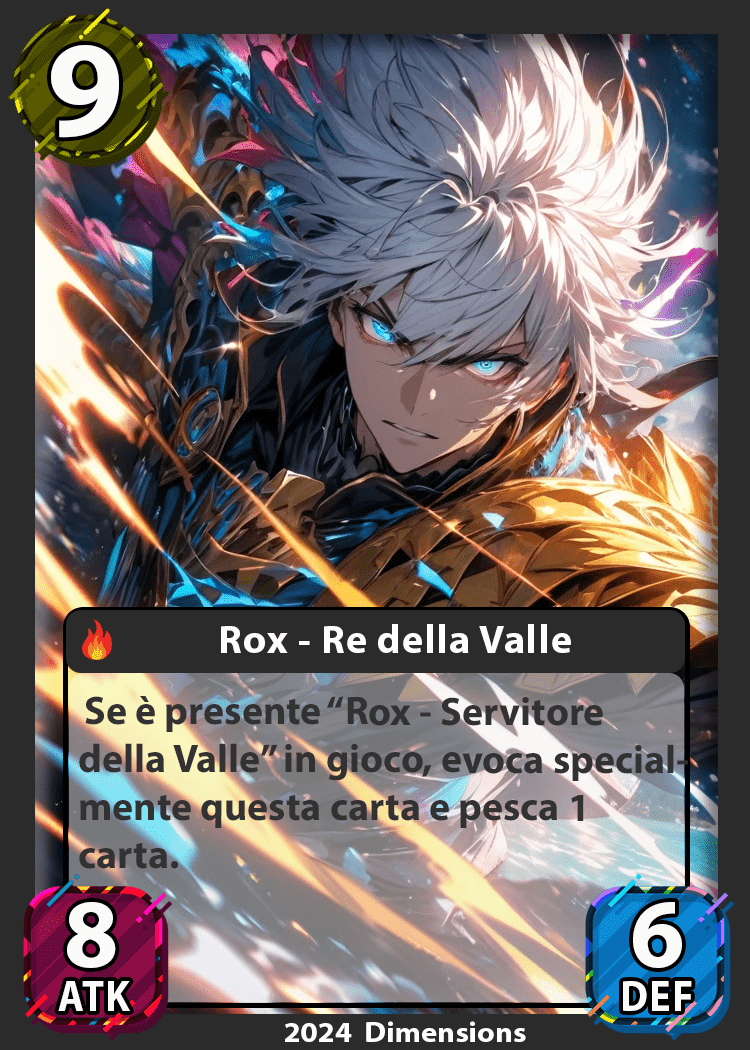 9
Rox - Re della Valle
Se è presente “Rox - Servitore
della Valle” in gioco, evoca special-
mente questa carta e pesca 1
carta.
8
ATK
6
DEF
2024 Dimensions